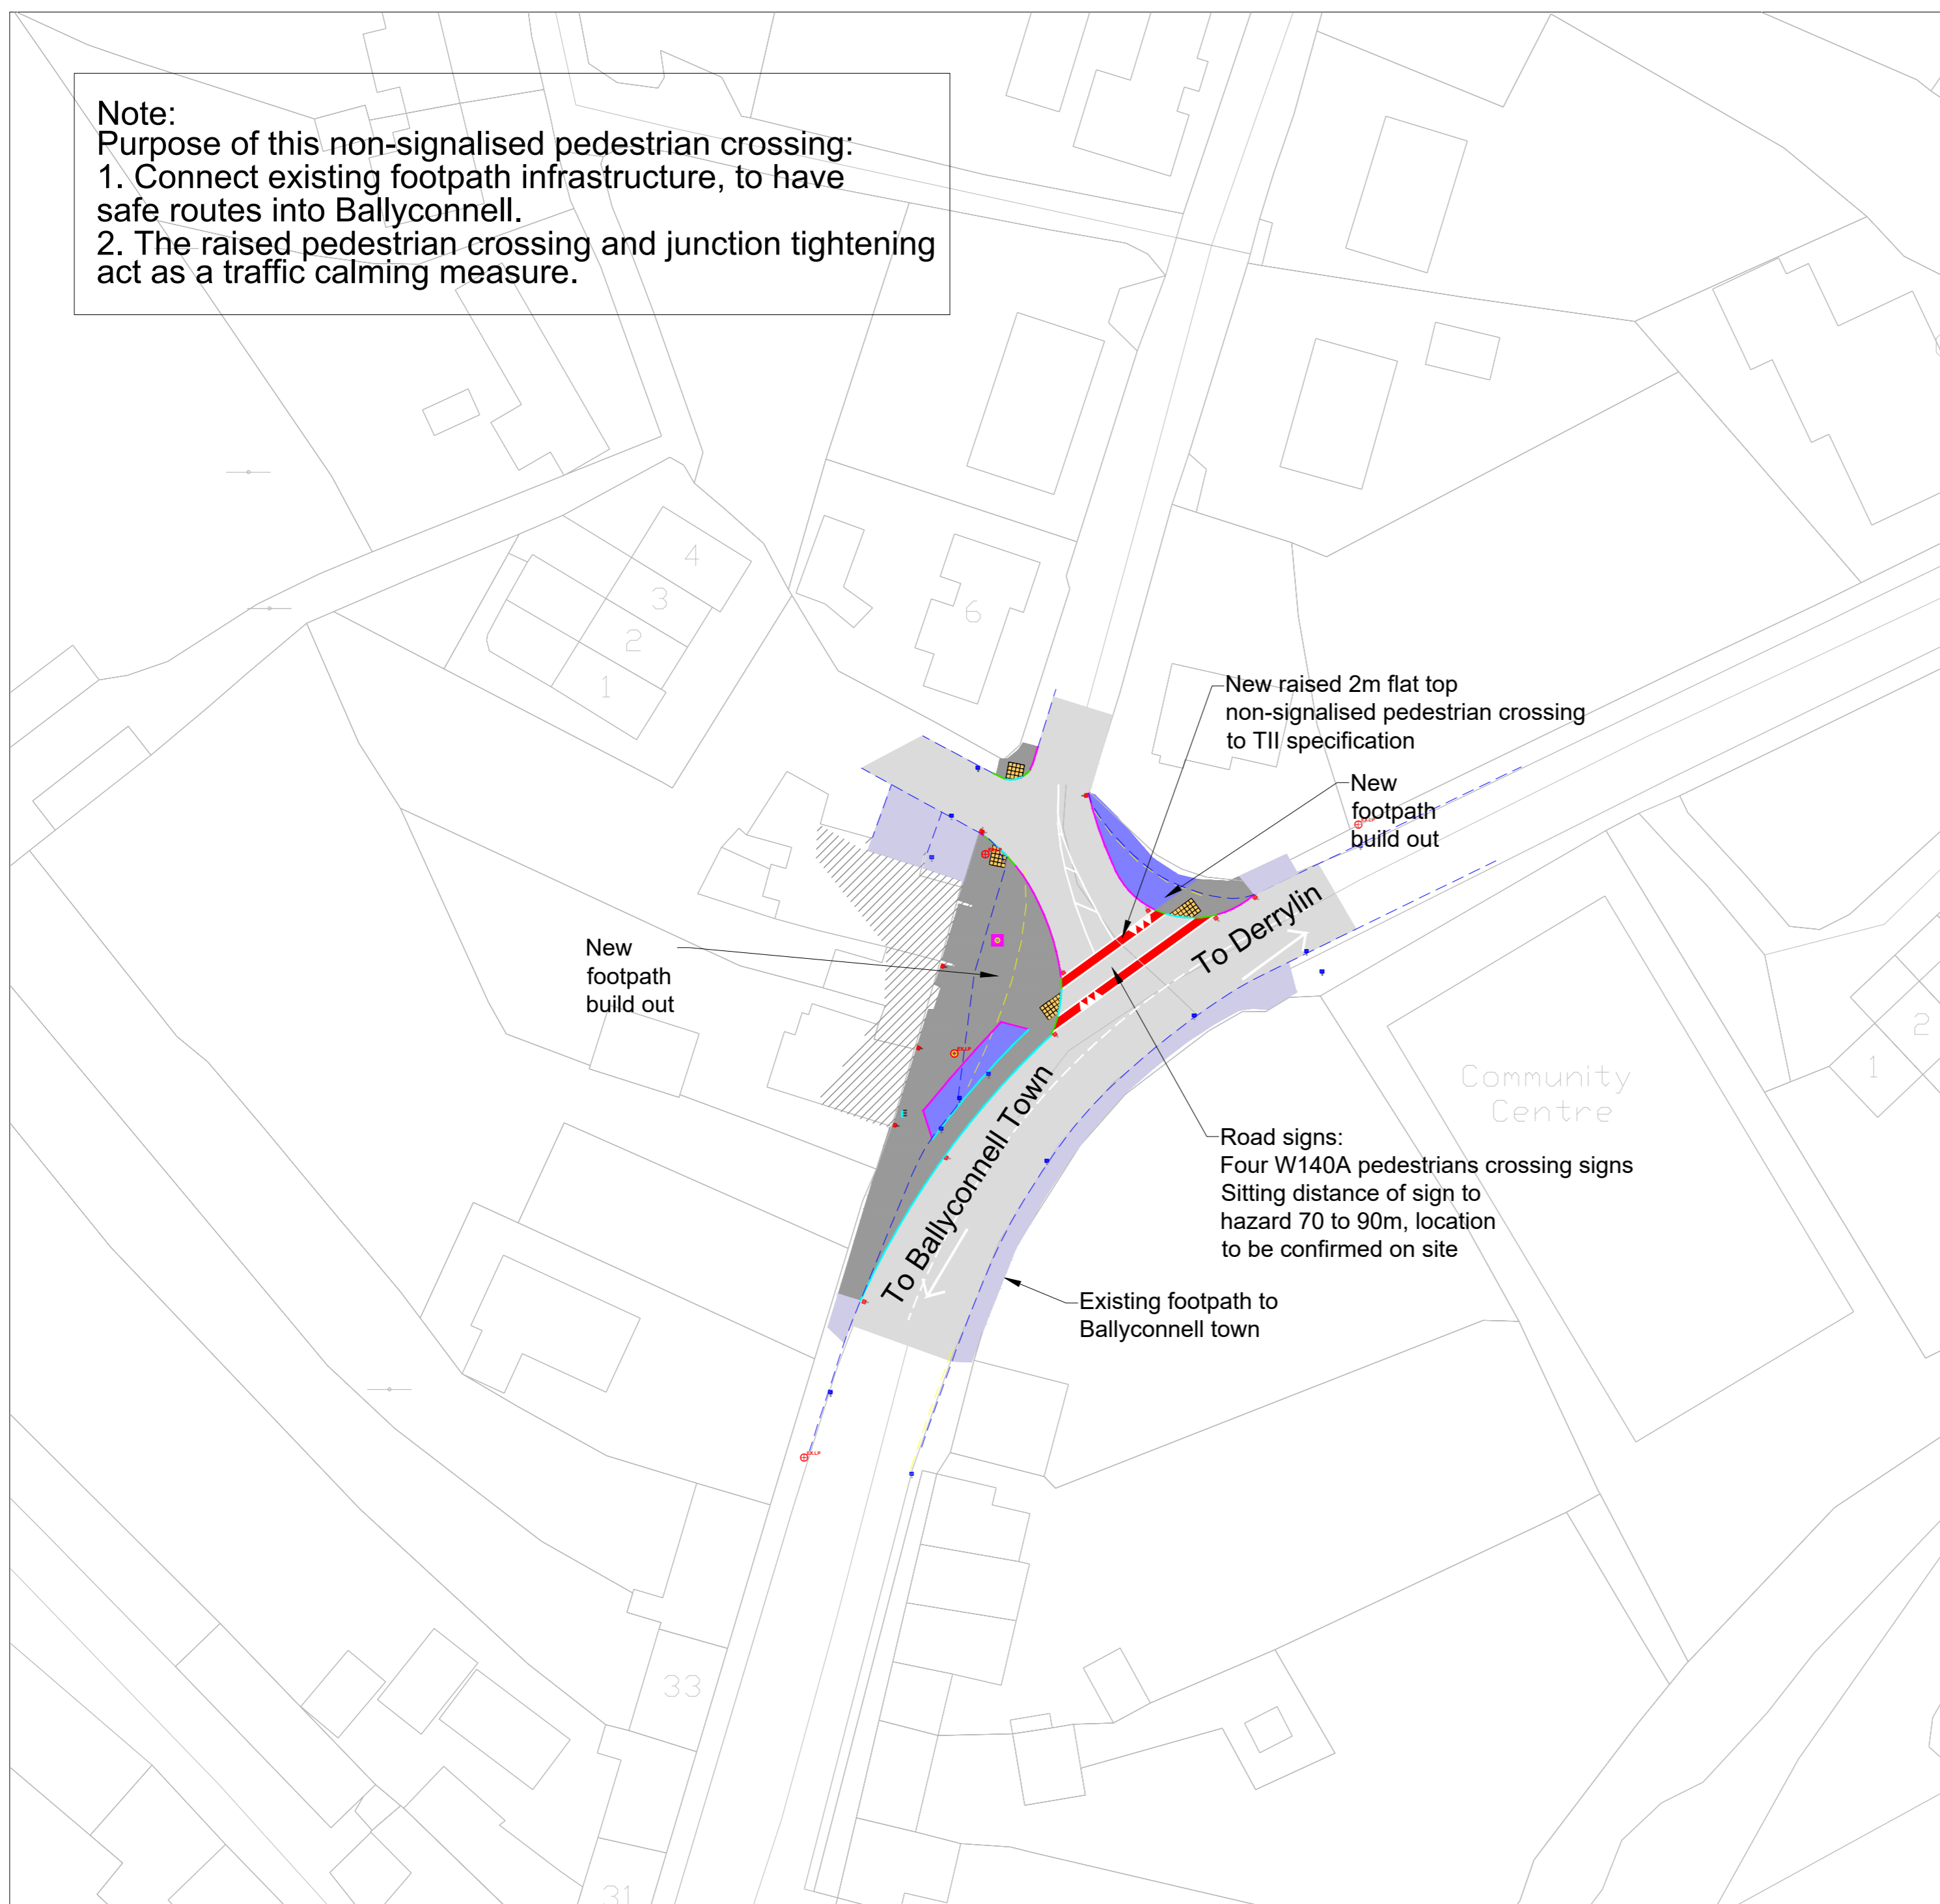 Note:
Purpose of this non-signalised pedestrian crossing:
1. Connect existing footpath infrastructure, to have
safe routes into Ballyconnell.
2. The raised pedestrian crossing and junction tightening
act as a traffic calming measure.
4
3
2
1
6
New raised 2m flat top
non-signalised pedestrian crossing
to TII specification
New
footpath
build out
To Derrylin
New
footpath
build out
To Ballyconnell Town
Community
Centre
2
1
Road signs:
Four W140A pedestrians crossing signs
Sitting distance of sign to
hazard 70 to 90m, location
to be confirmed on site
Existing footpath to
Ballyconnell town
33
31